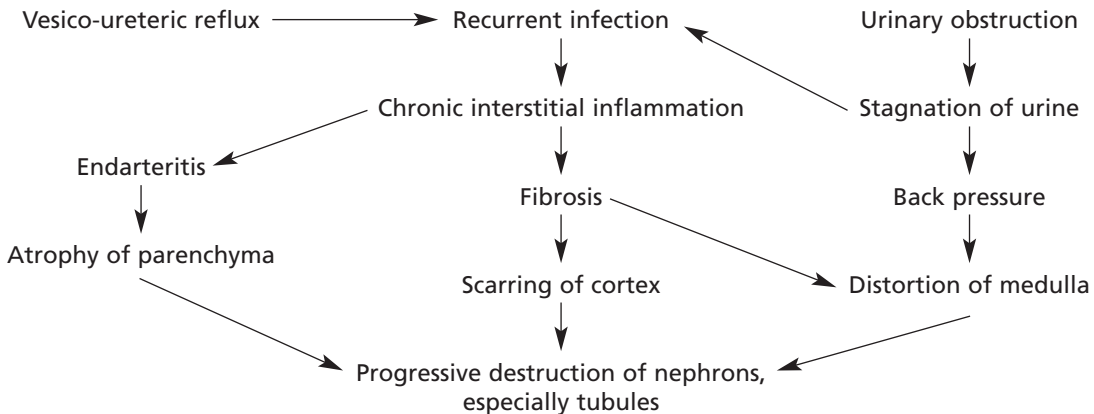 Vesico-ureteric reflux
Recurrent infection
Urinary obstruction
Chronic interstitial inflammation
Stagnation of urine
Endarteritis
Fibrosis
Back pressure
Atrophy of parenchyma
Scarring of cortex
Distortion of medulla
Progressive destruction of nephrons,
especially tubules